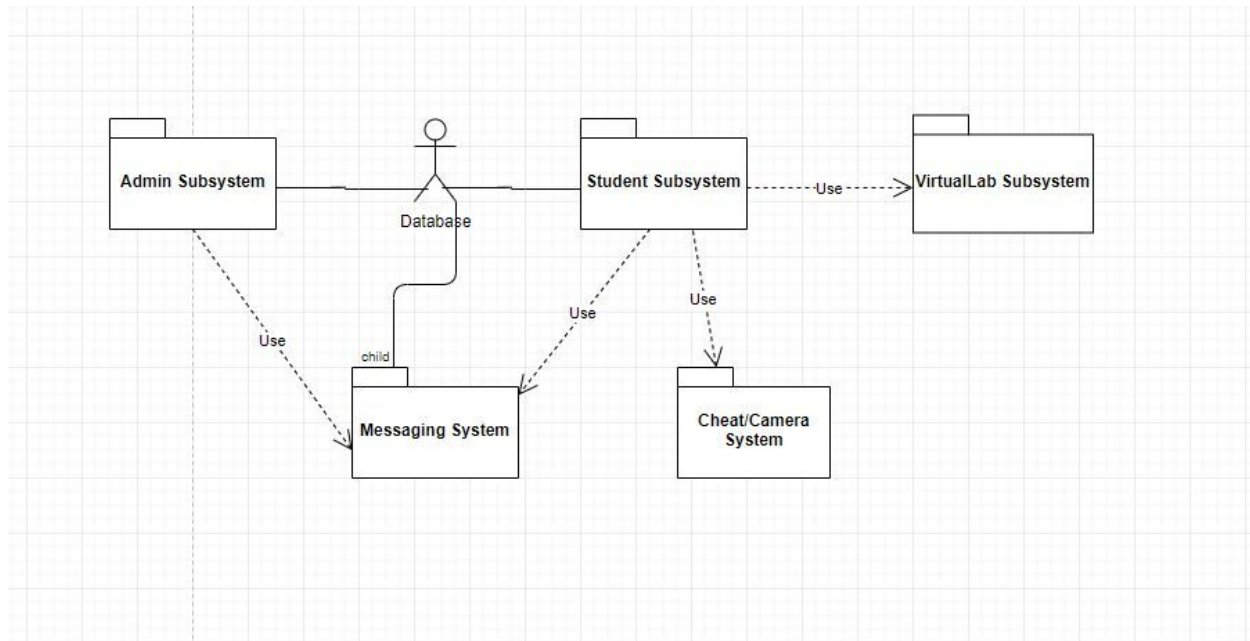 Admin Subsystem
Database
Student Subsystem
Use
VirtualLab Subsystem
Use
Use
Use
child
Messaging System
Cheat/Camera
System